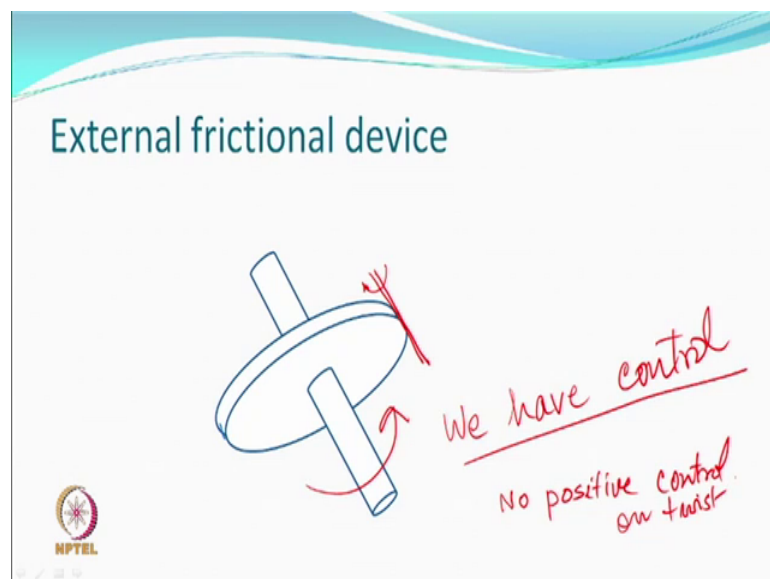 External frictional device
We have control
No positive control
on twist
NPTEL